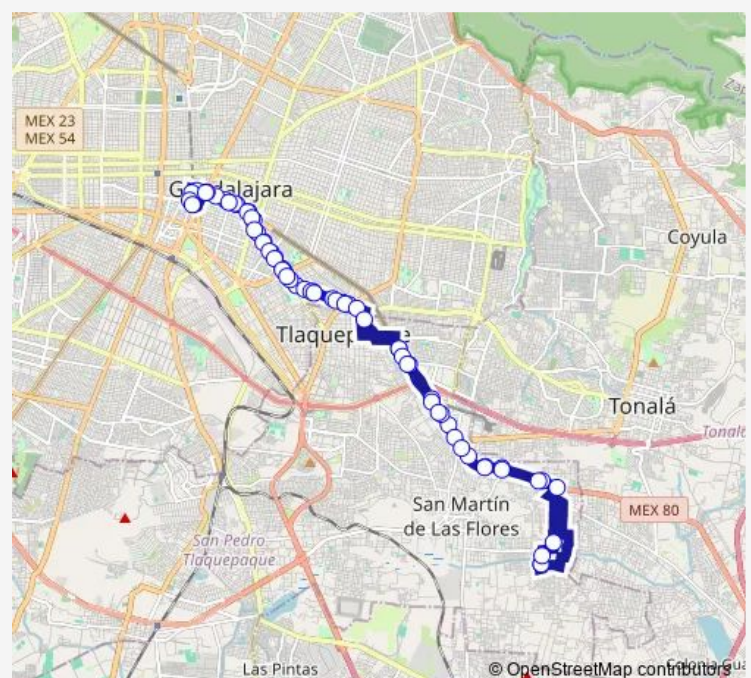 MEX 23
MEX 54
Guadalajara
Coyula
Tlaquepaque
Tonalá
San Martín
de Las Flores
MEX 80
San Pedro
Tlaquepaque
Las Pintas
© OpenStreetMap contributors